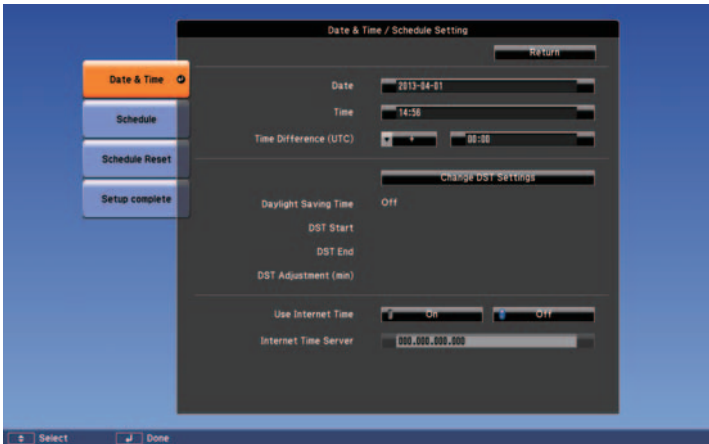 Date & Time / Schedule Setting
Return
Date & Time
Schedule
Schedule Reset
Setup complete
Date 2013-04-01
Time 14:56
Time Difference (UTC) + 00:00
Change DST Settings
Daylight Saving Time Off
DST Start
DST End
DST Adjustment (min)
Use Internet Time On Off
Internet Time Server 000.000.000.000
Select Done